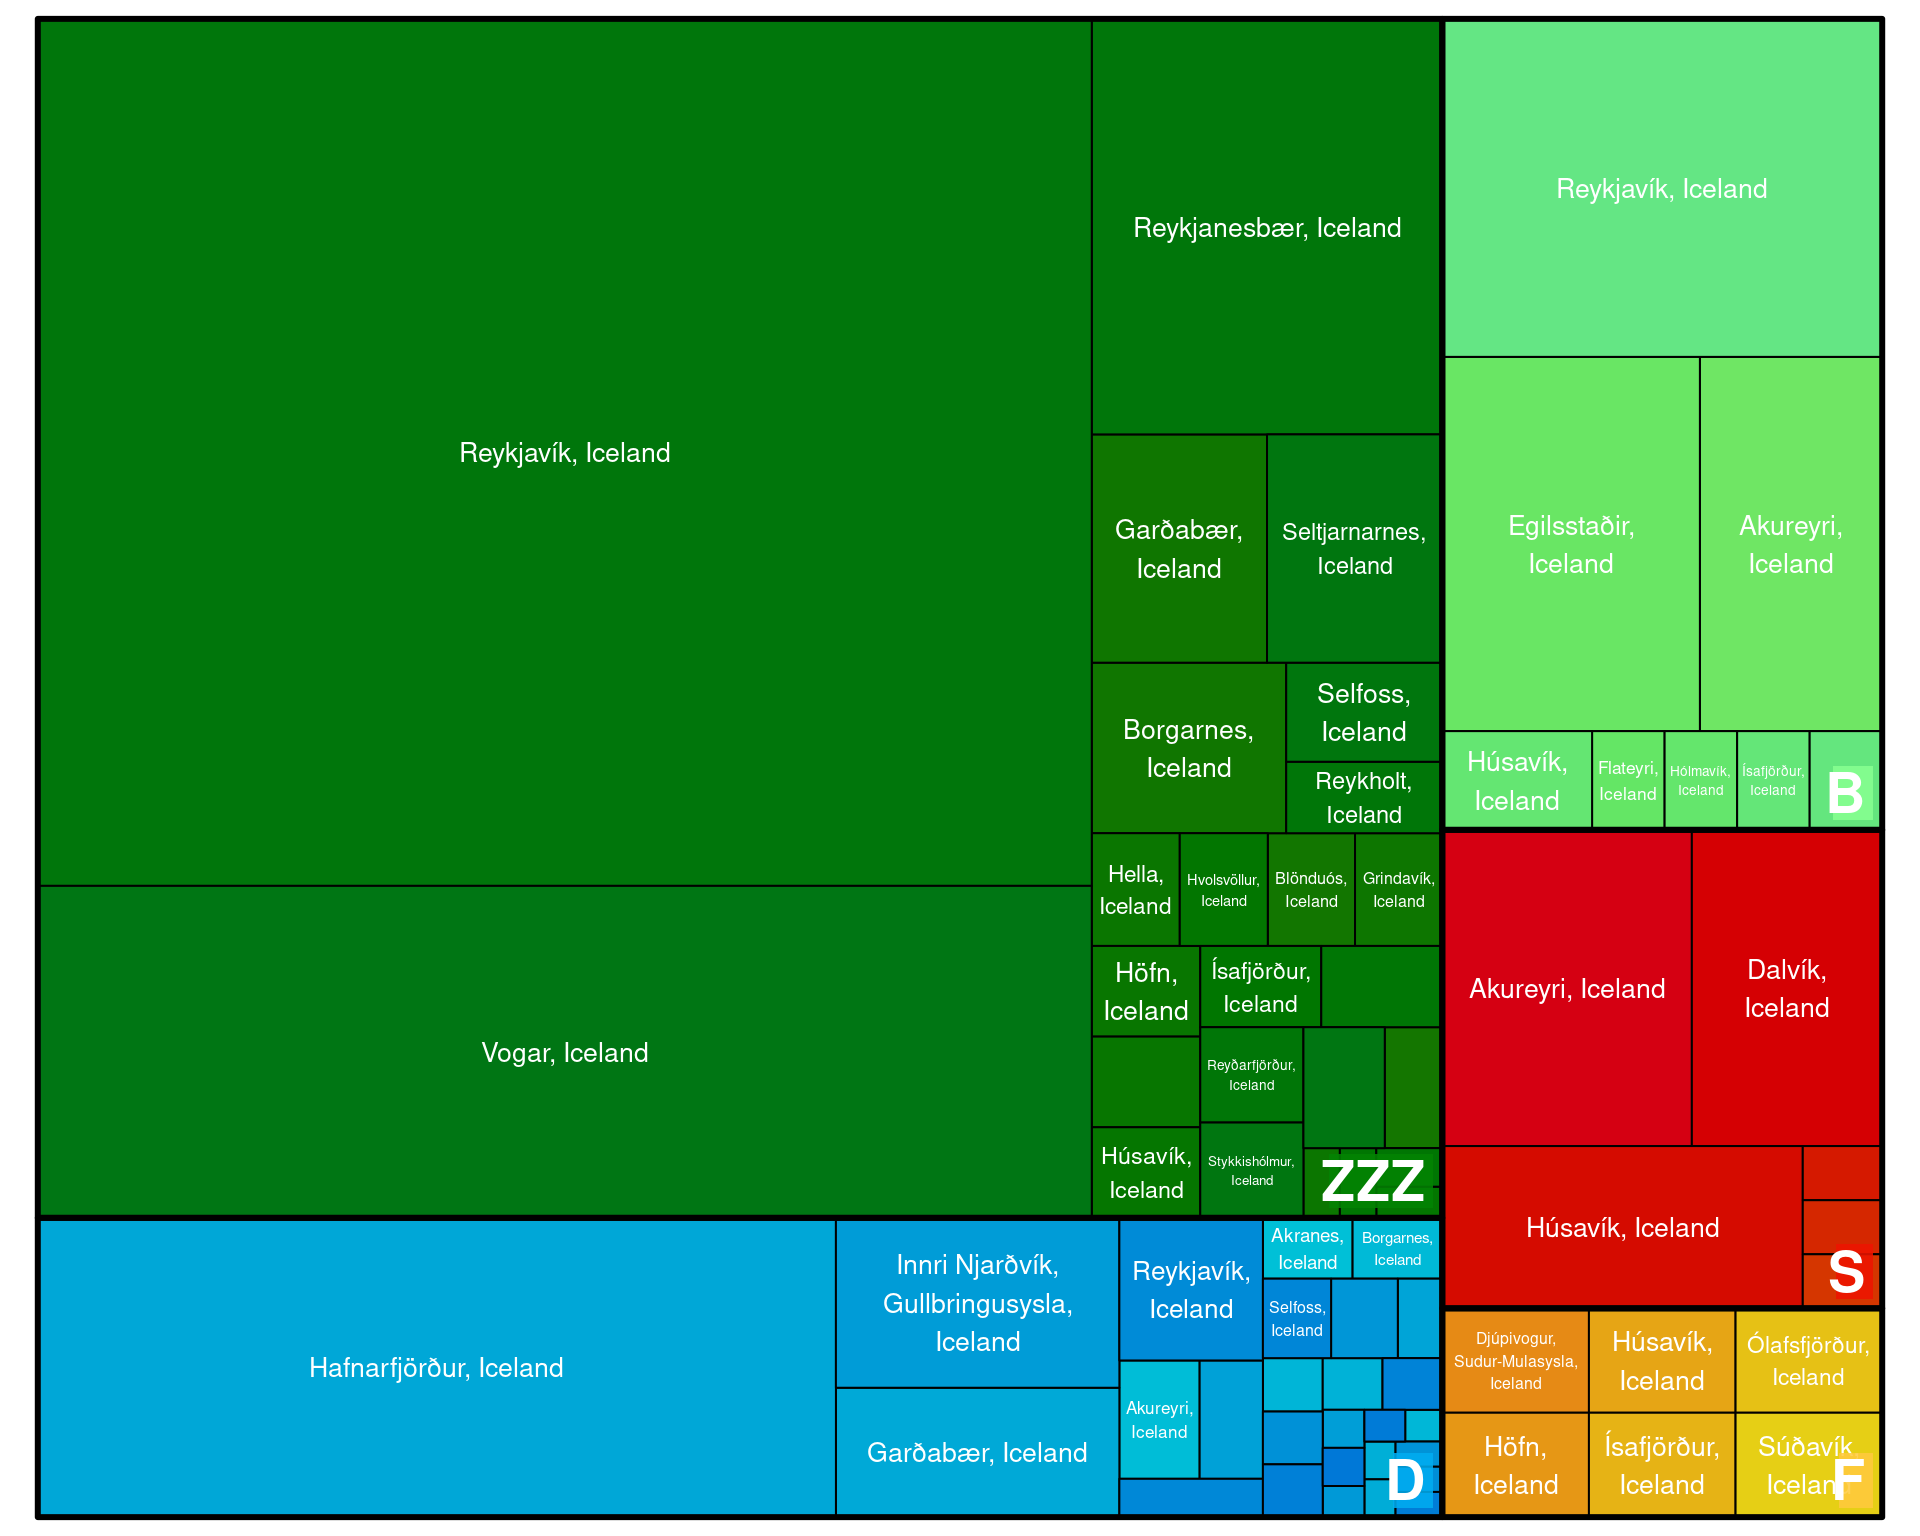 Reykjavík, Iceland
Vogar, Iceland
Reykjanesbær, Iceland
Garðabær,
Iceland
Seltjarnarnes,
Iceland
Borgarnes,
Iceland
Selfoss,
Iceland
Reykholt,
Iceland
Hella,
Iceland
Hvolsvöllur,
Iceland
Blönduós,
Iceland
Grindavík,
Iceland
Höfn,
Iceland
Ísafjörður,
Iceland
Reyðarfjörður,
Iceland
Húsavík,
Iceland
Stykkishólmur,
Iceland
ZZZ
Hafnarfjörður, Iceland
Innri Njarðvík,
Gullbringusysla,
Iceland
Garðabær, Iceland
Reykjavík,
Iceland
Akureyri,
Iceland
Akranes,
Iceland
Borgarnes,
Iceland
Selfoss,
Iceland
D
Reykjavík, Iceland
Egilsstaðir,
Iceland
Akureyri,
Iceland
Húsavík,
Iceland
Flateyri,
Iceland
Hólmavík,
Iceland
Ísafjörður,
Iceland
B
Akureyri, Iceland
Dalvík,
Iceland
Húsavík, Iceland
S
Djúpivogur,
Sudur-Mulasysla,
Iceland
Húsavík,
Iceland
Ólafsfjörður,
Iceland
Höfn,
Iceland
Ísafjörður,
Iceland
Súðavík,
Iceland
F